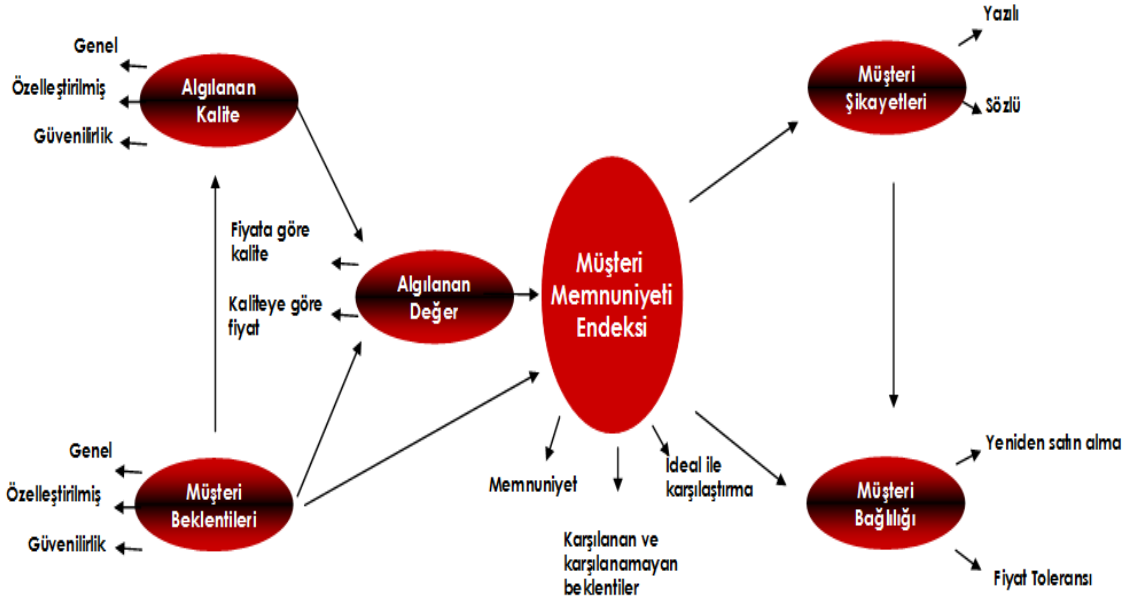 Genel
Özelleştirilmiş
Güvenilirlik
Algılanan
Kalite
Fiyata göre
kalite
Kaliteye göre
fiyat
Algılanan
Değer
Genel
Özelleştirilmiş
Güvenilirlik
Müşteri
Beklentileri
Müşteri
Memnuniyeti
Endeksi
Memnuniyet
Karşılanan ve
karşılanamayan
beklentiler
İdeal ile
karşılaştırma
Müşteri
Şikayetleri
Yazılı
Sözlü
Müşteri
Bağlılığı
Yeniden satın alma
Fiyat Toleransı